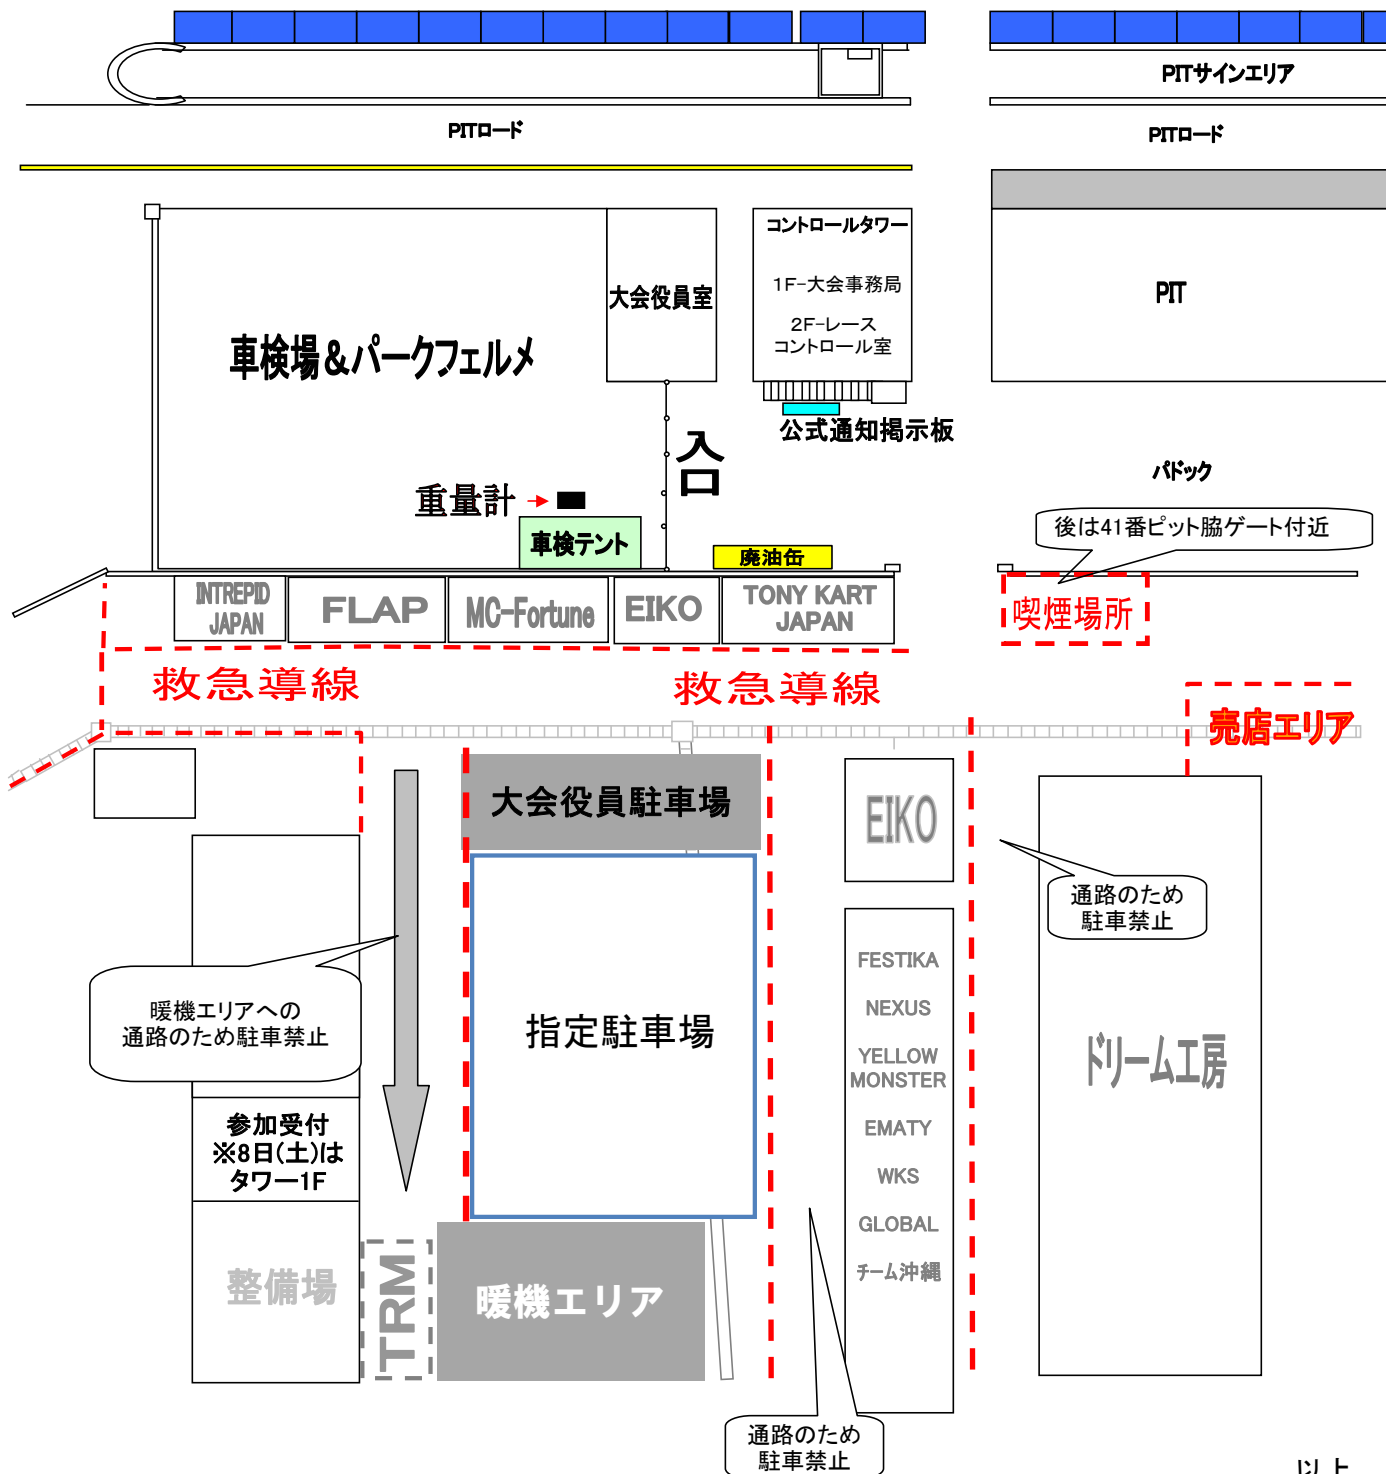 PITサインエリア
PITロード
PITロード
コントロールタワー
1F-大会事務局
2F-レース
コントロール室
大会役員室
PIT
車検場&パークフェルメ
公式通知掲示板
入口
パドック
重量計
車検テント
廃油缶
後は41番ピット脇ゲート付近
INTREPID
JAPAN
FLAP
MC-Fortune
EIKO
TONY KART
JAPAN
喫煙場所
救急導線
救急導線
売店エリア
大会役員駐車場
EIKO
通路のため
駐車禁止
FESTIKA
NEXUS
YELLOW
MONSTER
EMATY
WKS
GLOBAL
チーム沖縄
暖機エリアへの
通路のため駐車禁止
指定駐車場
ドリーム工房
参加受付
※8日(土)は
タワー1F
整備場
TRM
暖機エリア
通路のため
駐車禁止
以上